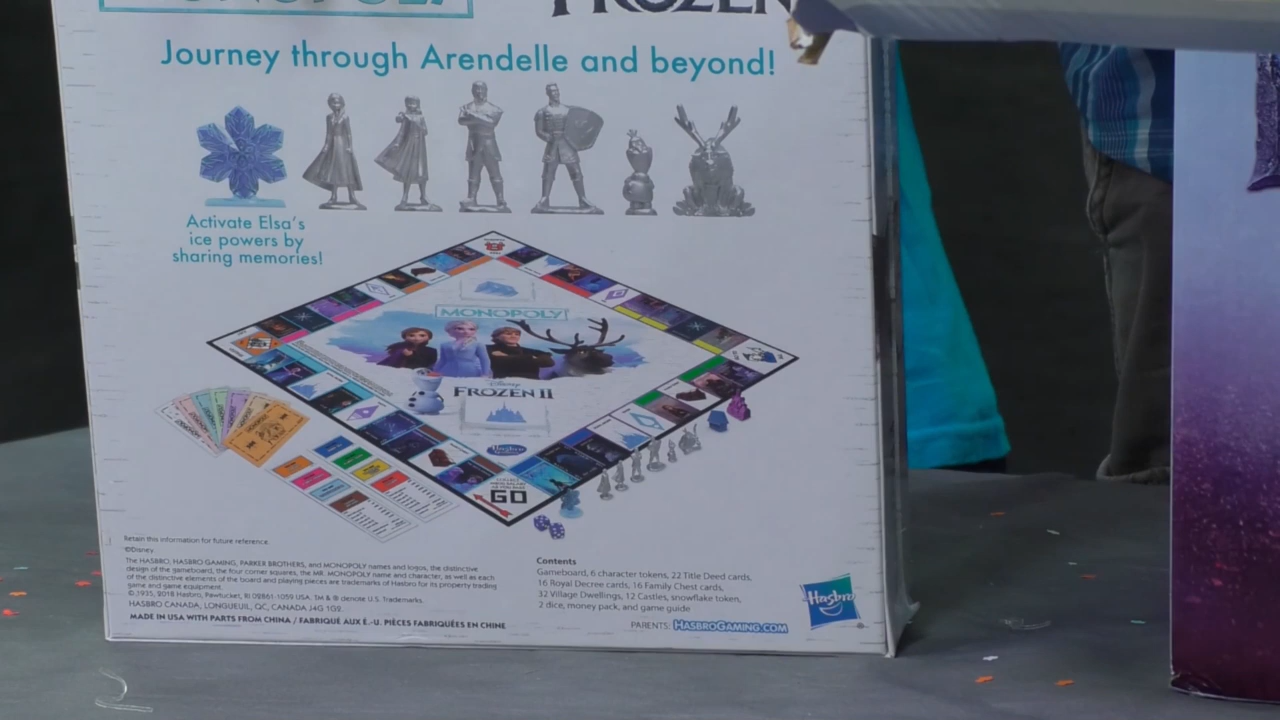 MONOPOLY
FROZEN
Journey through Arendelle and beyond!
Activate Elsa's
ice powers by
sharing memories!
MONOPOLY
Disney
FROZEN II
Hasbro
GO
Retain this information for future reference.
©Disney
The HASBRO, HASBRO GAMING, PARKER BROTHERS, and MONOPOLY names and logos, the distinctive
design of the gameboard, the four corner squares, the MR. MONOPOLY name and character, as well as each
of the distinctive elements of the board and playing pieces are trademarks of Hasbro for its property trading
game and game equipment.
© 1935, 2018 Hasbro, Pawtucket, RI 02861-1059 USA. TM & ® denote U.S. Trademarks.
HASBRO CANADA, LONGUEUIL, QC, CANADA J4G 1G2.
MADE IN USA WITH PARTS FROM CHINA / FABRIQUÉ AUX É.-U. PIÈCES FABRIQUÉES EN CHINE
Contents
Gameboard, 6 character tokens, 22 Title Deed cards,
16 Royal Decree cards, 16 Family Chest cards,
32 Village Dwellings, 12 Castles, snowflake token,
2 dice, money pack, and game guide
PARENTS: HASBROGAMING.COM
Hasbro